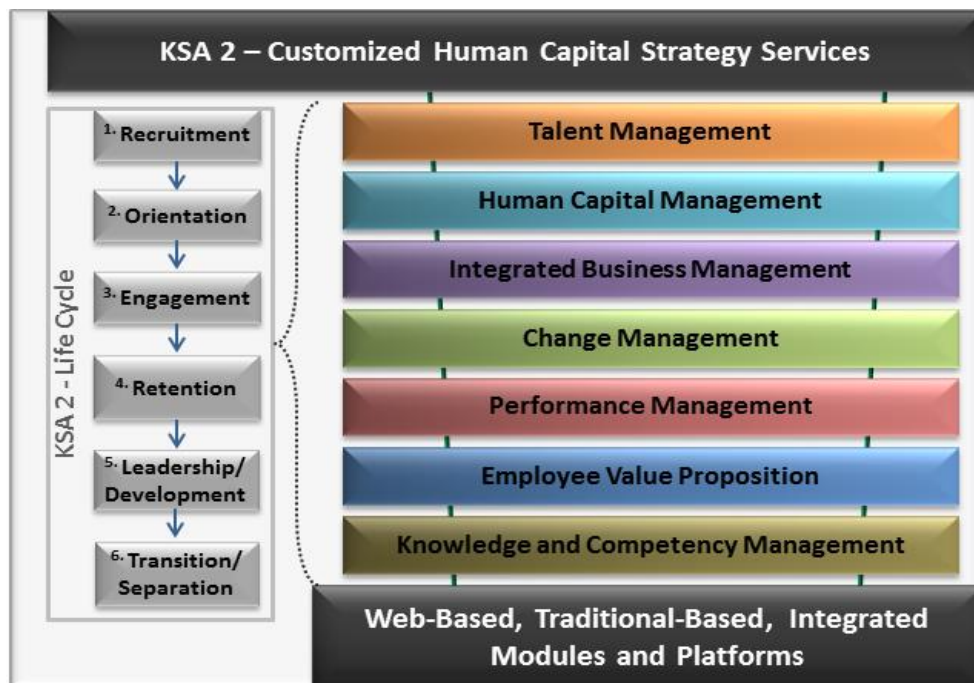 KSA 2 – Customized Human Capital Strategy Services
KSA 2 - Life Cycle
1. Recruitment
2. Orientation
3. Engagement
4. Retention
5. Leadership/
Development
6. Transition/
Separation
Talent Management
Human Capital Management
Integrated Business Management
Change Management
Performance Management
Employee Value Proposition
Knowledge and Competency Management
Web-Based, Traditional-Based, Integrated
Modules and Platforms